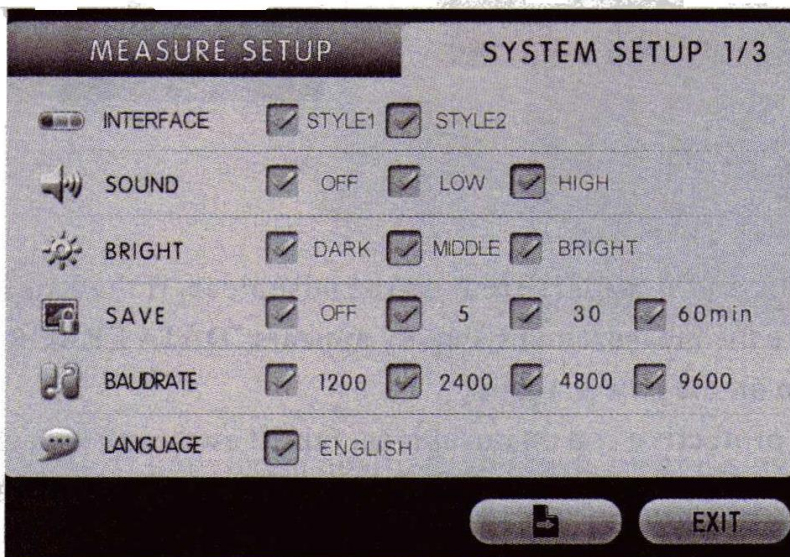 MEASURE SETUP SYSTEM SETUP 1/3
INTERFACE STYLE1 STYLE2
SOUND OFF LOW HIGH
BRIGHT DARK MIDDLE BRIGHT
SAVE OFF 5 30 60min
BAUDRATE 1200 2400 4800 9600
LANGUAGE ENGLISH
EXIT